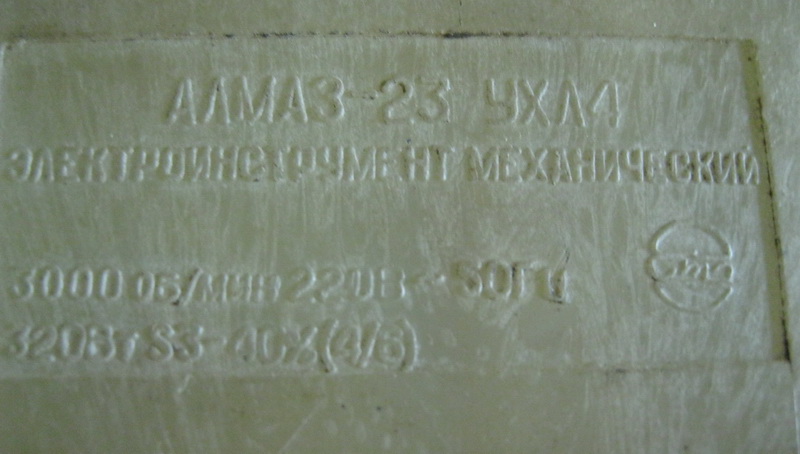 АЛМАЗ-23 УХЛ4
ЭЛЕКТРОИНСТРУМЕНТ МЕХАНИЧЕСКИЙ
3000 об/мин 220В ~ 50Гц
320Вт S3-40%(4/6)